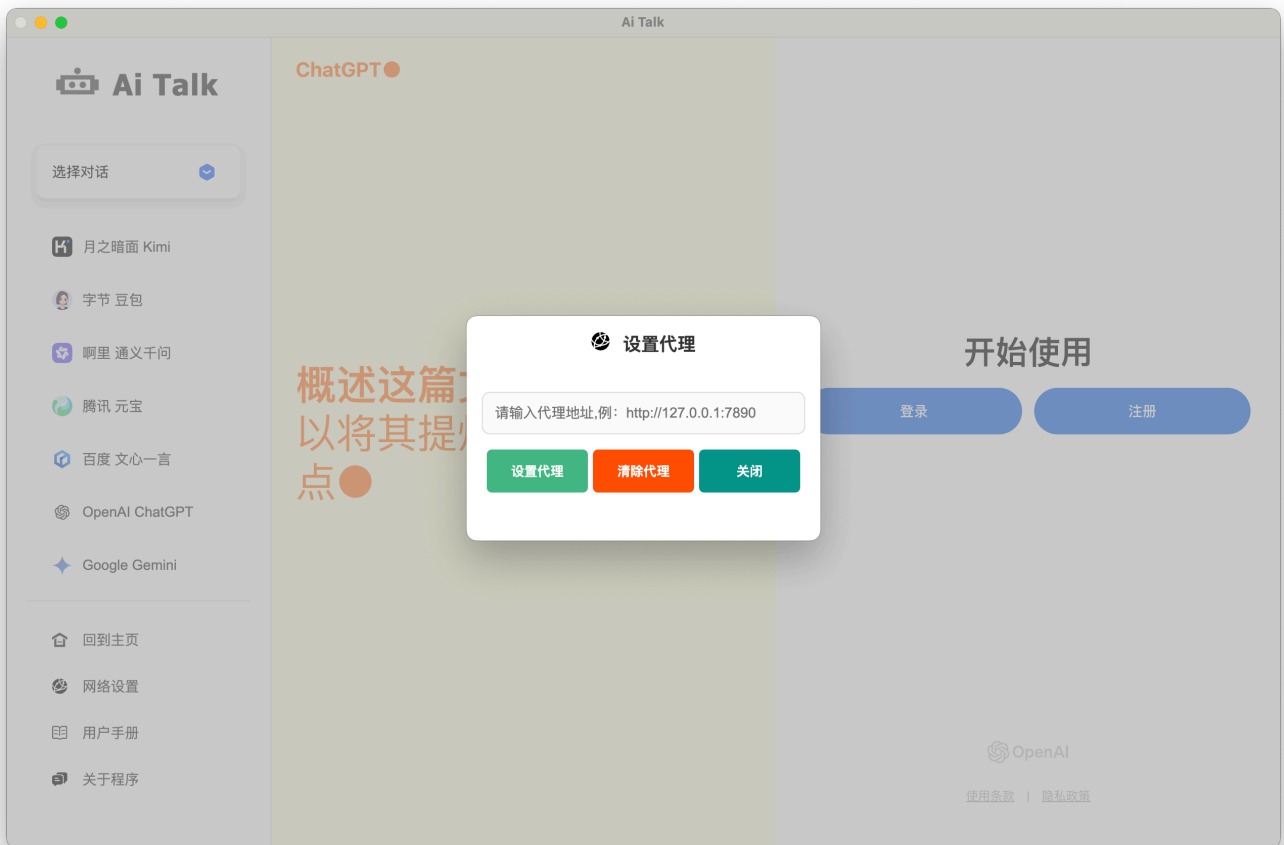 Ai Talk
Ai Talk
选择对话
月之暗面 Kimi
字节 豆包
啊里 通义千问
腾讯 元宝
百度 文心一言
OpenAI ChatGPT
Google Gemini
回到主页
网络设置
用户手册
关于程序
ChatGPT
概述这篇
以将其提
点
设置代理
请输入代理地址,例：http://127.0.0.1:7890
设置代理 清除代理 关闭
开始使用
登录 注册
OpenAI
使用条款 | 隐私政策